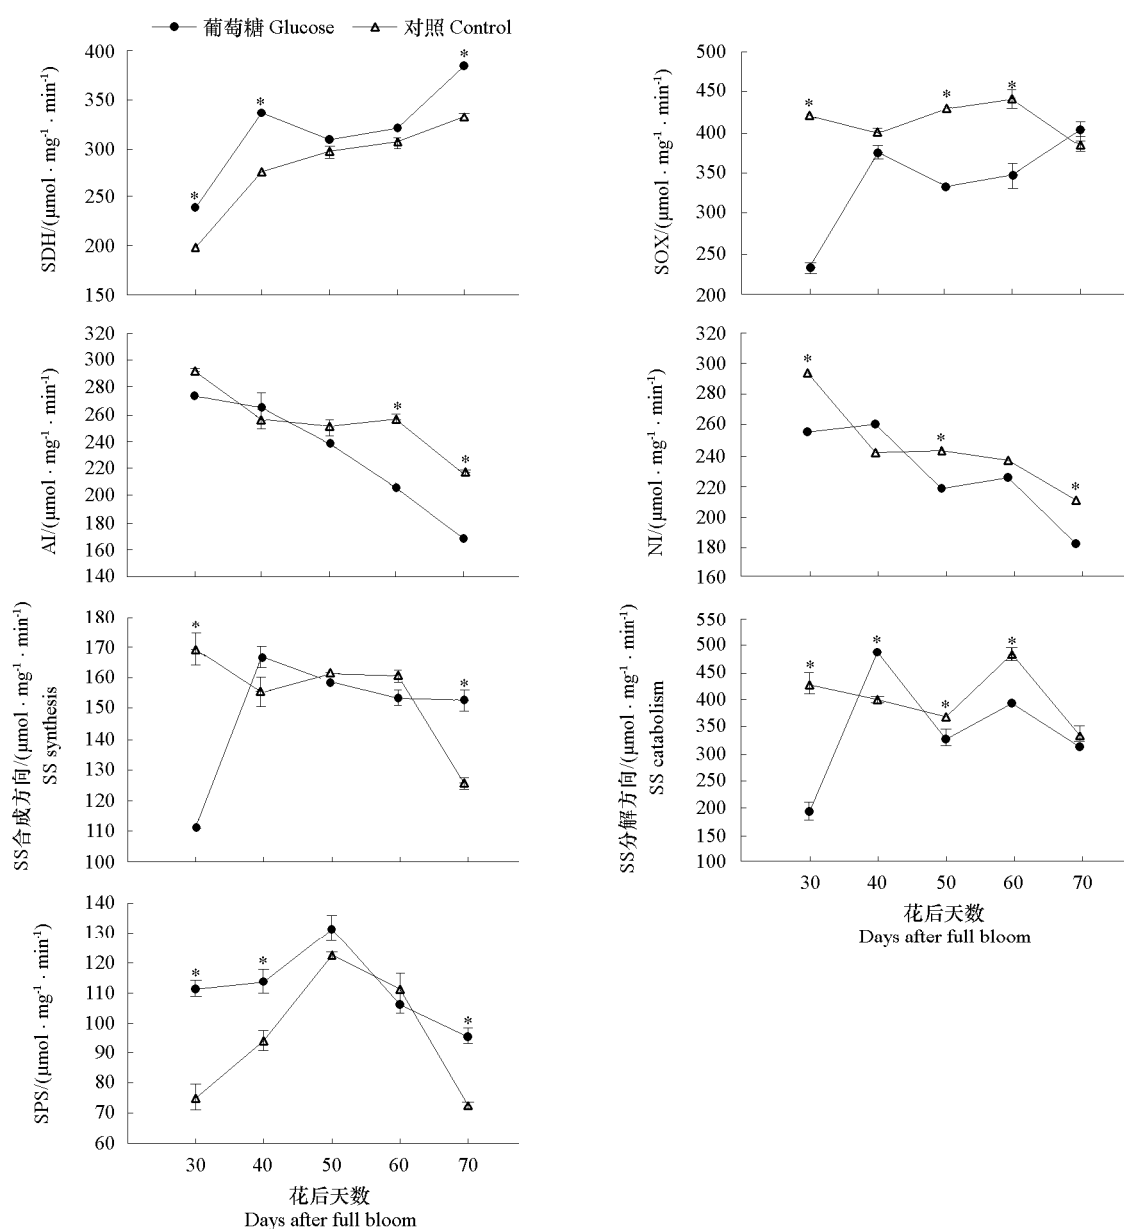 葡萄糖 Glucose 对照 Control
SDH/(μmol · mg⁻¹ · min⁻¹)
400
350
300
250
200
150
* * *
SOX/(μmol · mg⁻¹ · min⁻¹)
500
450
400
350
300
250
200
* * *
AI/(μmol · mg⁻¹ · min⁻¹)
320
300
280
260
240
220
200
180
160
140
* *
NI/(μmol · mg⁻¹ · min⁻¹)
320
300
280
260
240
220
200
180
160
* * *
SS合成方向/(μmol · mg⁻¹ · min⁻¹)
SS synthesis
180
170
160
150
140
130
120
110
100
* *
SS分解方向/(μmol · mg⁻¹ · min⁻¹)
SS catabolism
550
500
450
400
350
300
250
200
150
100
* * * *
30 40 50 60 70
花后天数
Days after full bloom
SPS/(μmol · mg⁻¹ · min⁻¹)
140
130
120
110
100
90
80
70
60
* * *
30 40 50 60 70
花后天数
Days after full bloom